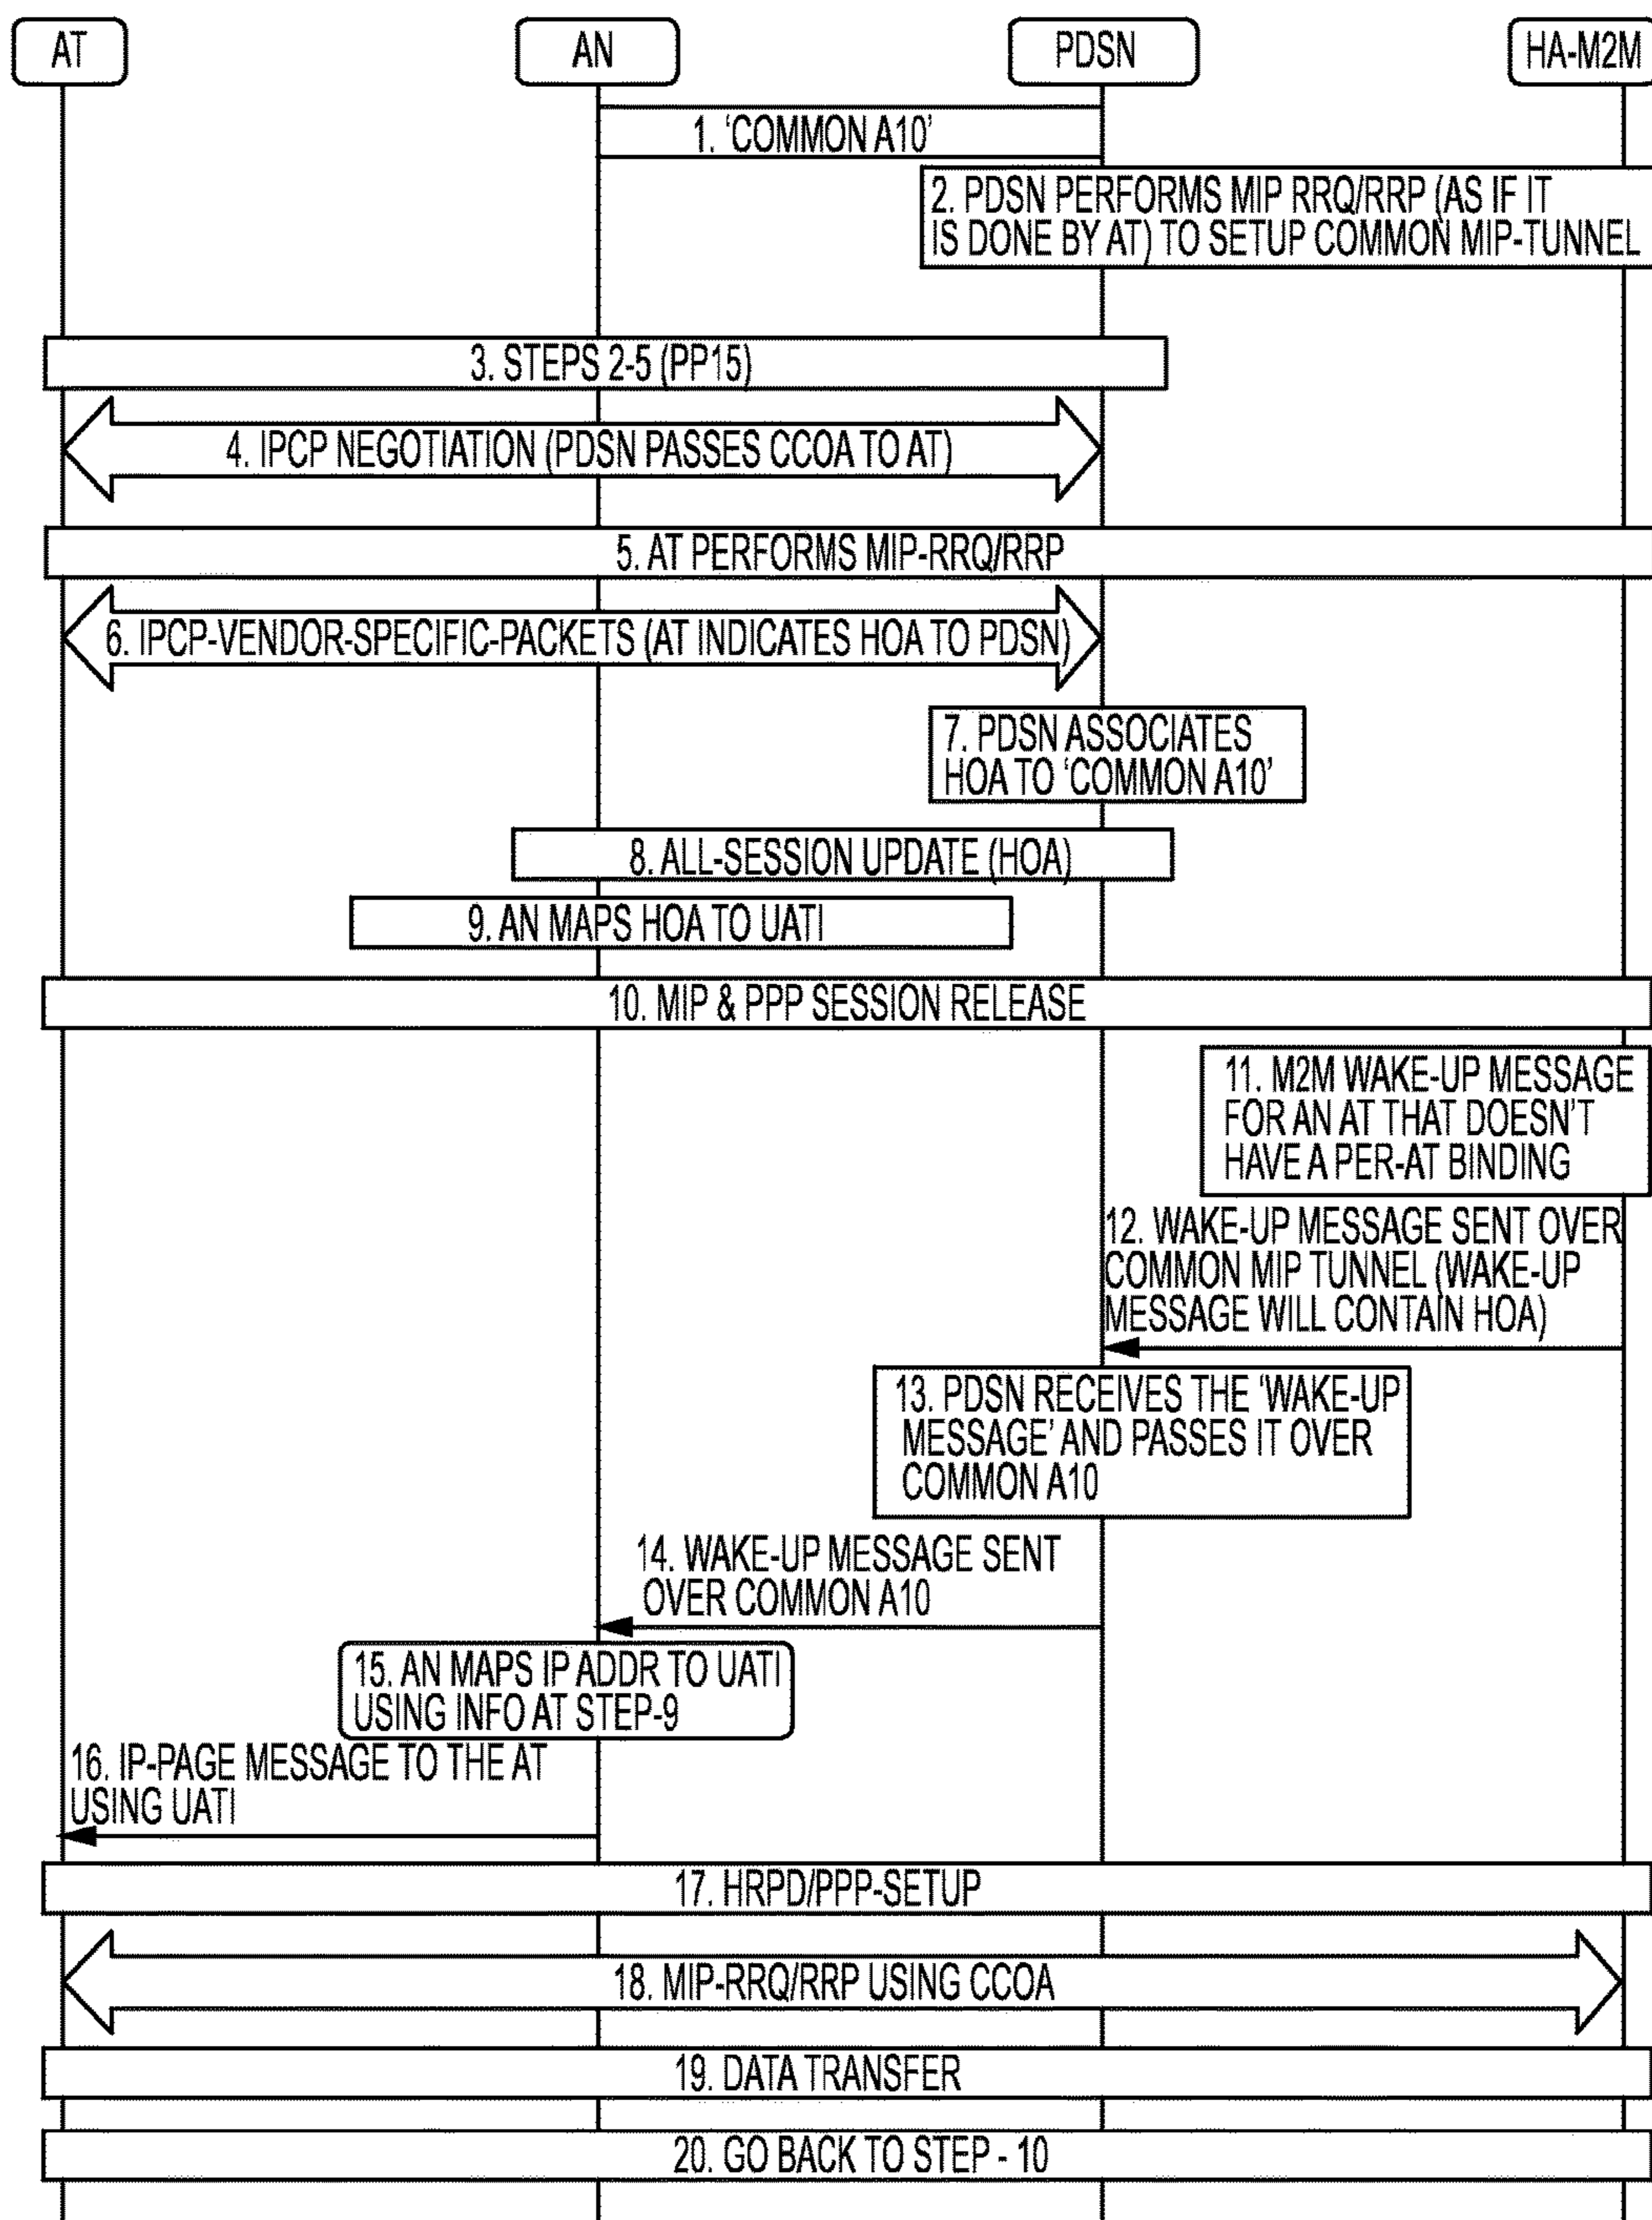 AT
AN
PDSN
HA-M2M
1. 'COMMON A10'
2. PDSN PERFORMS MIP RRQ/RRP (AS IF IT
IS DONE BY AT) TO SETUP COMMON MIP-TUNNEL
3. STEPS 2-5 (PP15)
4. IPCP NEGOTIATION (PDSN PASSES CCOA TO AT)
5. AT PERFORMS MIP-RRQ/RRP
6. IPCP-VENDOR-SPECIFIC-PACKETS (AT INDICATES HOA TO PDSN)
7. PDSN ASSOCIATES
HOA TO 'COMMON A10'
8. ALL-SESSION UPDATE (HOA)
9. AN MAPS HOA TO UATI
10. MIP & PPP SESSION RELEASE
11. M2M WAKE-UP MESSAGE
FOR AN AT THAT DOESN'T
HAVE A PER-AT BINDING
12. WAKE-UP MESSAGE SENT OVER
COMMON MIP TUNNEL (WAKE-UP
MESSAGE WILL CONTAIN HOA)
13. PDSN RECEIVES THE 'WAKE-UP
MESSAGE' AND PASSES IT OVER
COMMON A10
14. WAKE-UP MESSAGE SENT
OVER COMMON A10
15. AN MAPS IP ADDR TO UATI
USING INFO AT STEP-9
16. IP-PAGE MESSAGE TO THE AT
USING UATI
17. HRPD/PPP-SETUP
18. MIP-RRQ/RRP USING CCOA
19. DATA TRANSFER
20. GO BACK TO STEP - 10